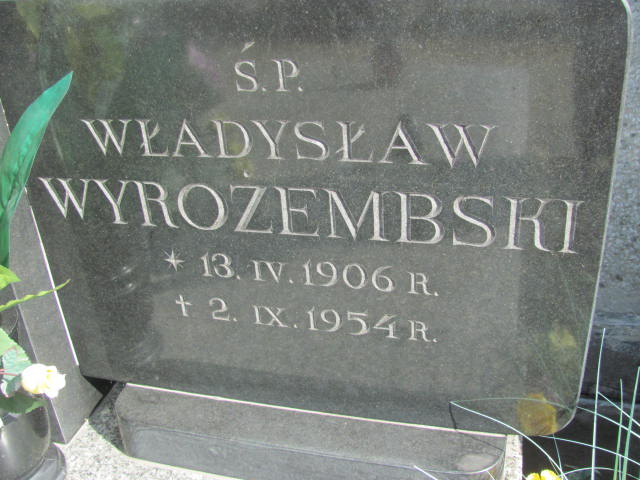 Ś.P.
WŁADYSŁAW
WYROŻEMBSKI
* 13. IV. 1906 R.
† 2. IX. 1954 R.